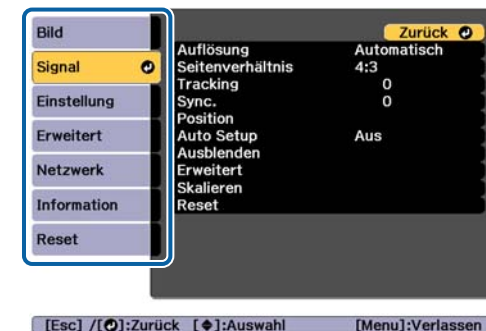 Bild
Signal
Einstellung
Erweitert
Netzwerk
Information
Reset
Zurück
Auflösung Automatisch
Seitenverhältnis 4:3
Tracking 0
Sync. 0
Position
Auto Setup Aus
Ausblenden
Erweitert
Skalieren
Reset
[Esc] /[⏎]:Zurück [◆]:Auswahl [Menu]:Verlassen